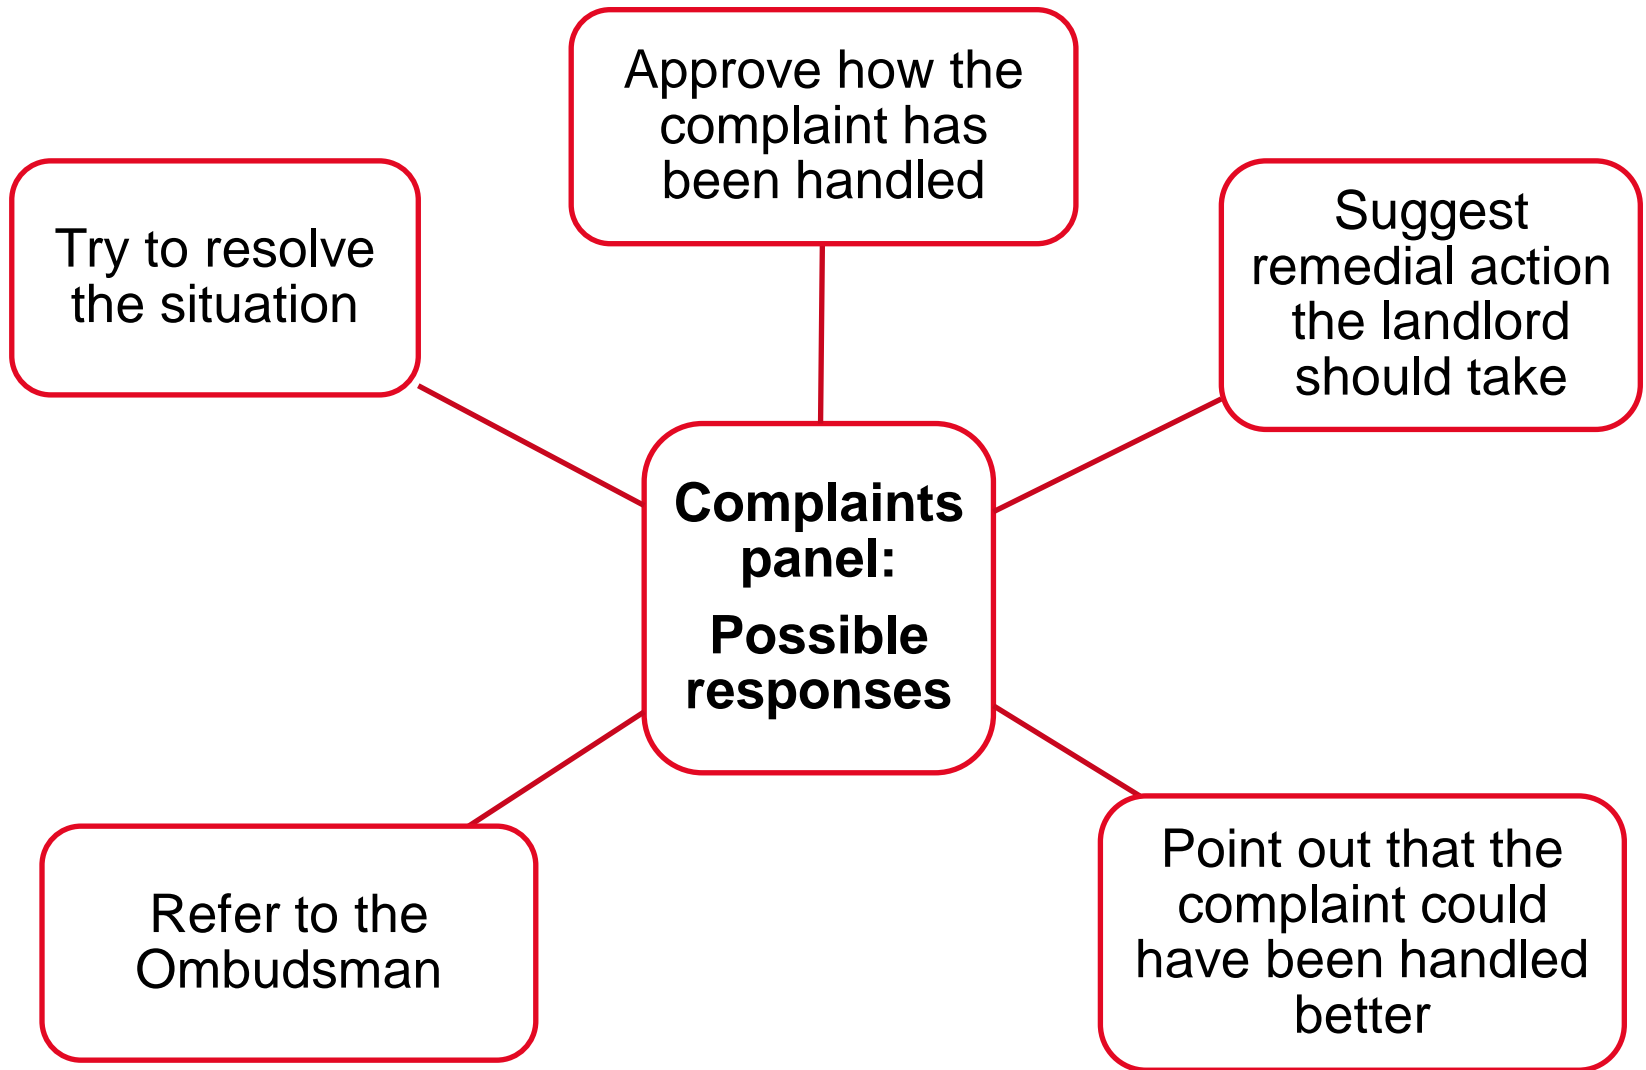 Approve how the
complaint has
been handled
Try to resolve
the situation
Suggest
remedial action
the landlord
should take
Complaints
panel:
Possible
responses
Refer to the
Ombudsman
Point out that the
complaint could
have been handled
better